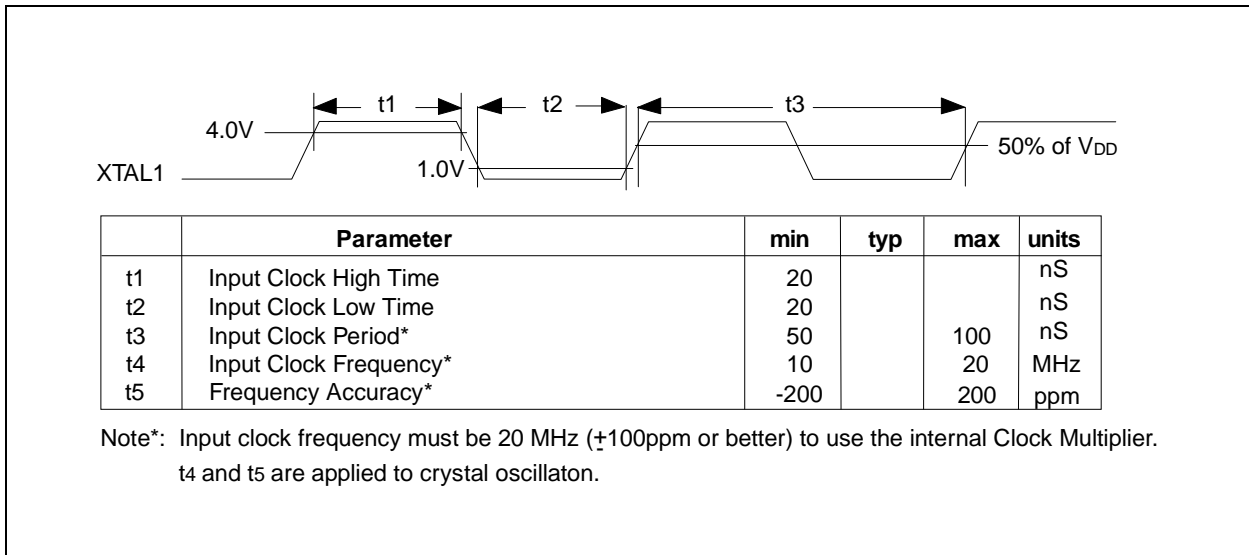 t1 t2 t3
4.0V
50% of VDD
XTAL1 1.0V
Parameter min typ max units
t1 Input Clock High Time 20 nS
t2 Input Clock Low Time 20 nS
t3 Input Clock Period* 50 100 nS
t4 Input Clock Frequency* 10 20 MHz
t5 Frequency Accuracy* -200 200 ppm
Note*: Input clock frequency must be 20 MHz (±100ppm or better) to use the internal Clock Multiplier.
t4 and t5 are applied to crystal oscillaton.